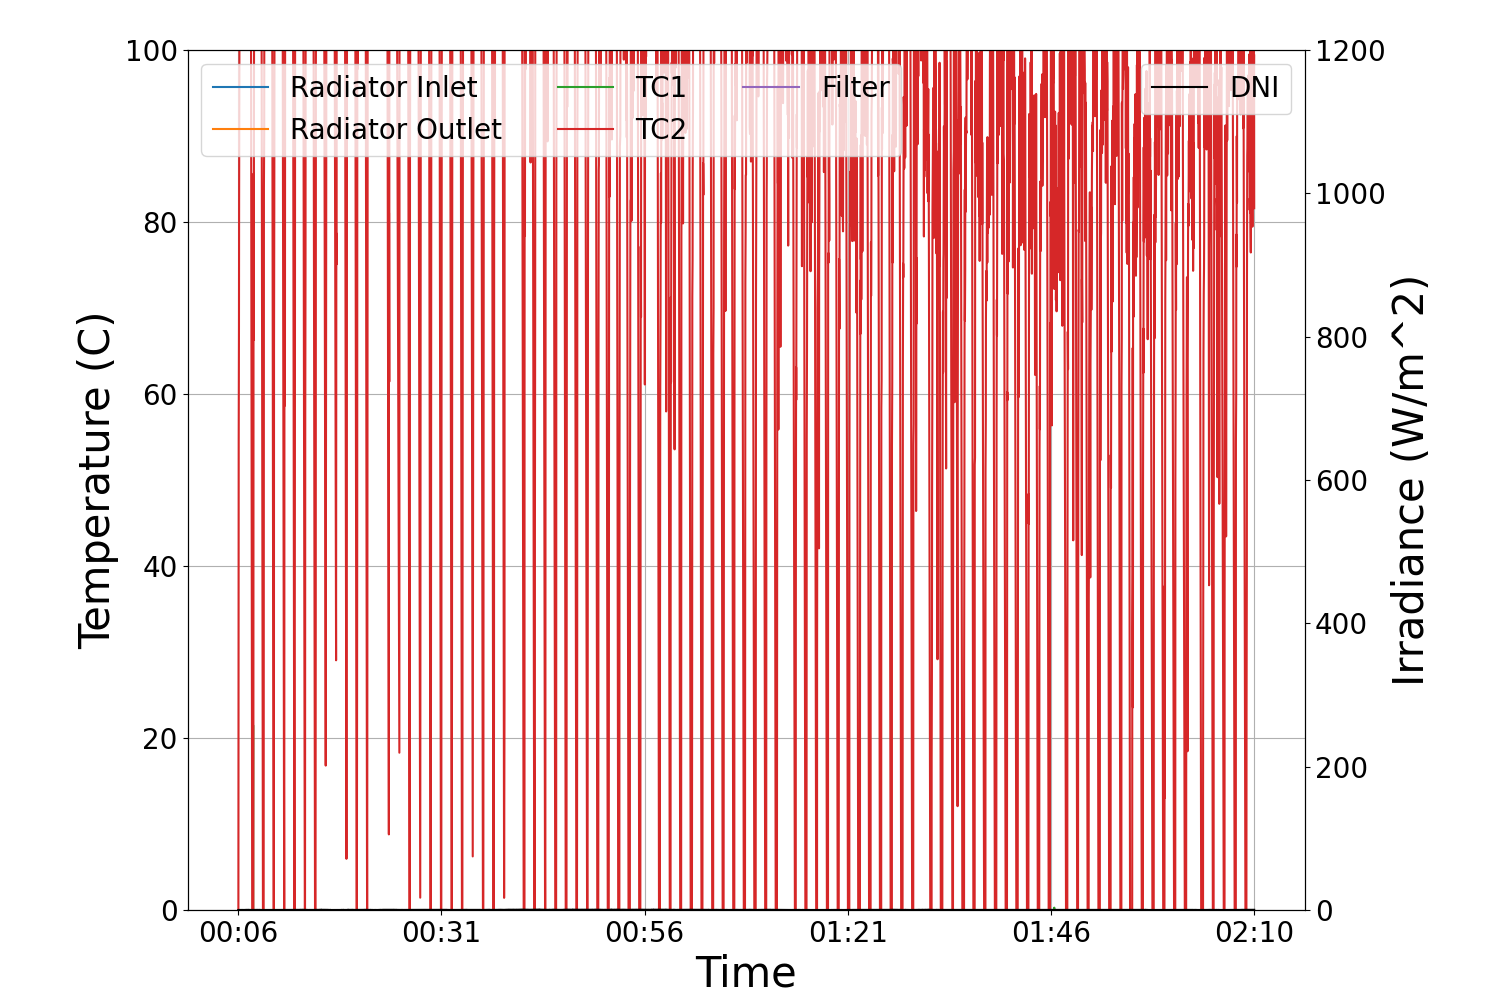 100
80
60
40
20
0
Temperature (C)
Radiator Inlet
Radiator Outlet
TC1
TC2
Filter
DNI
1200
1000
800
600
400
200
0
Irradiance (W/m^2)
00:06 00:31 00:56 01:21 01:46 02:10
Time